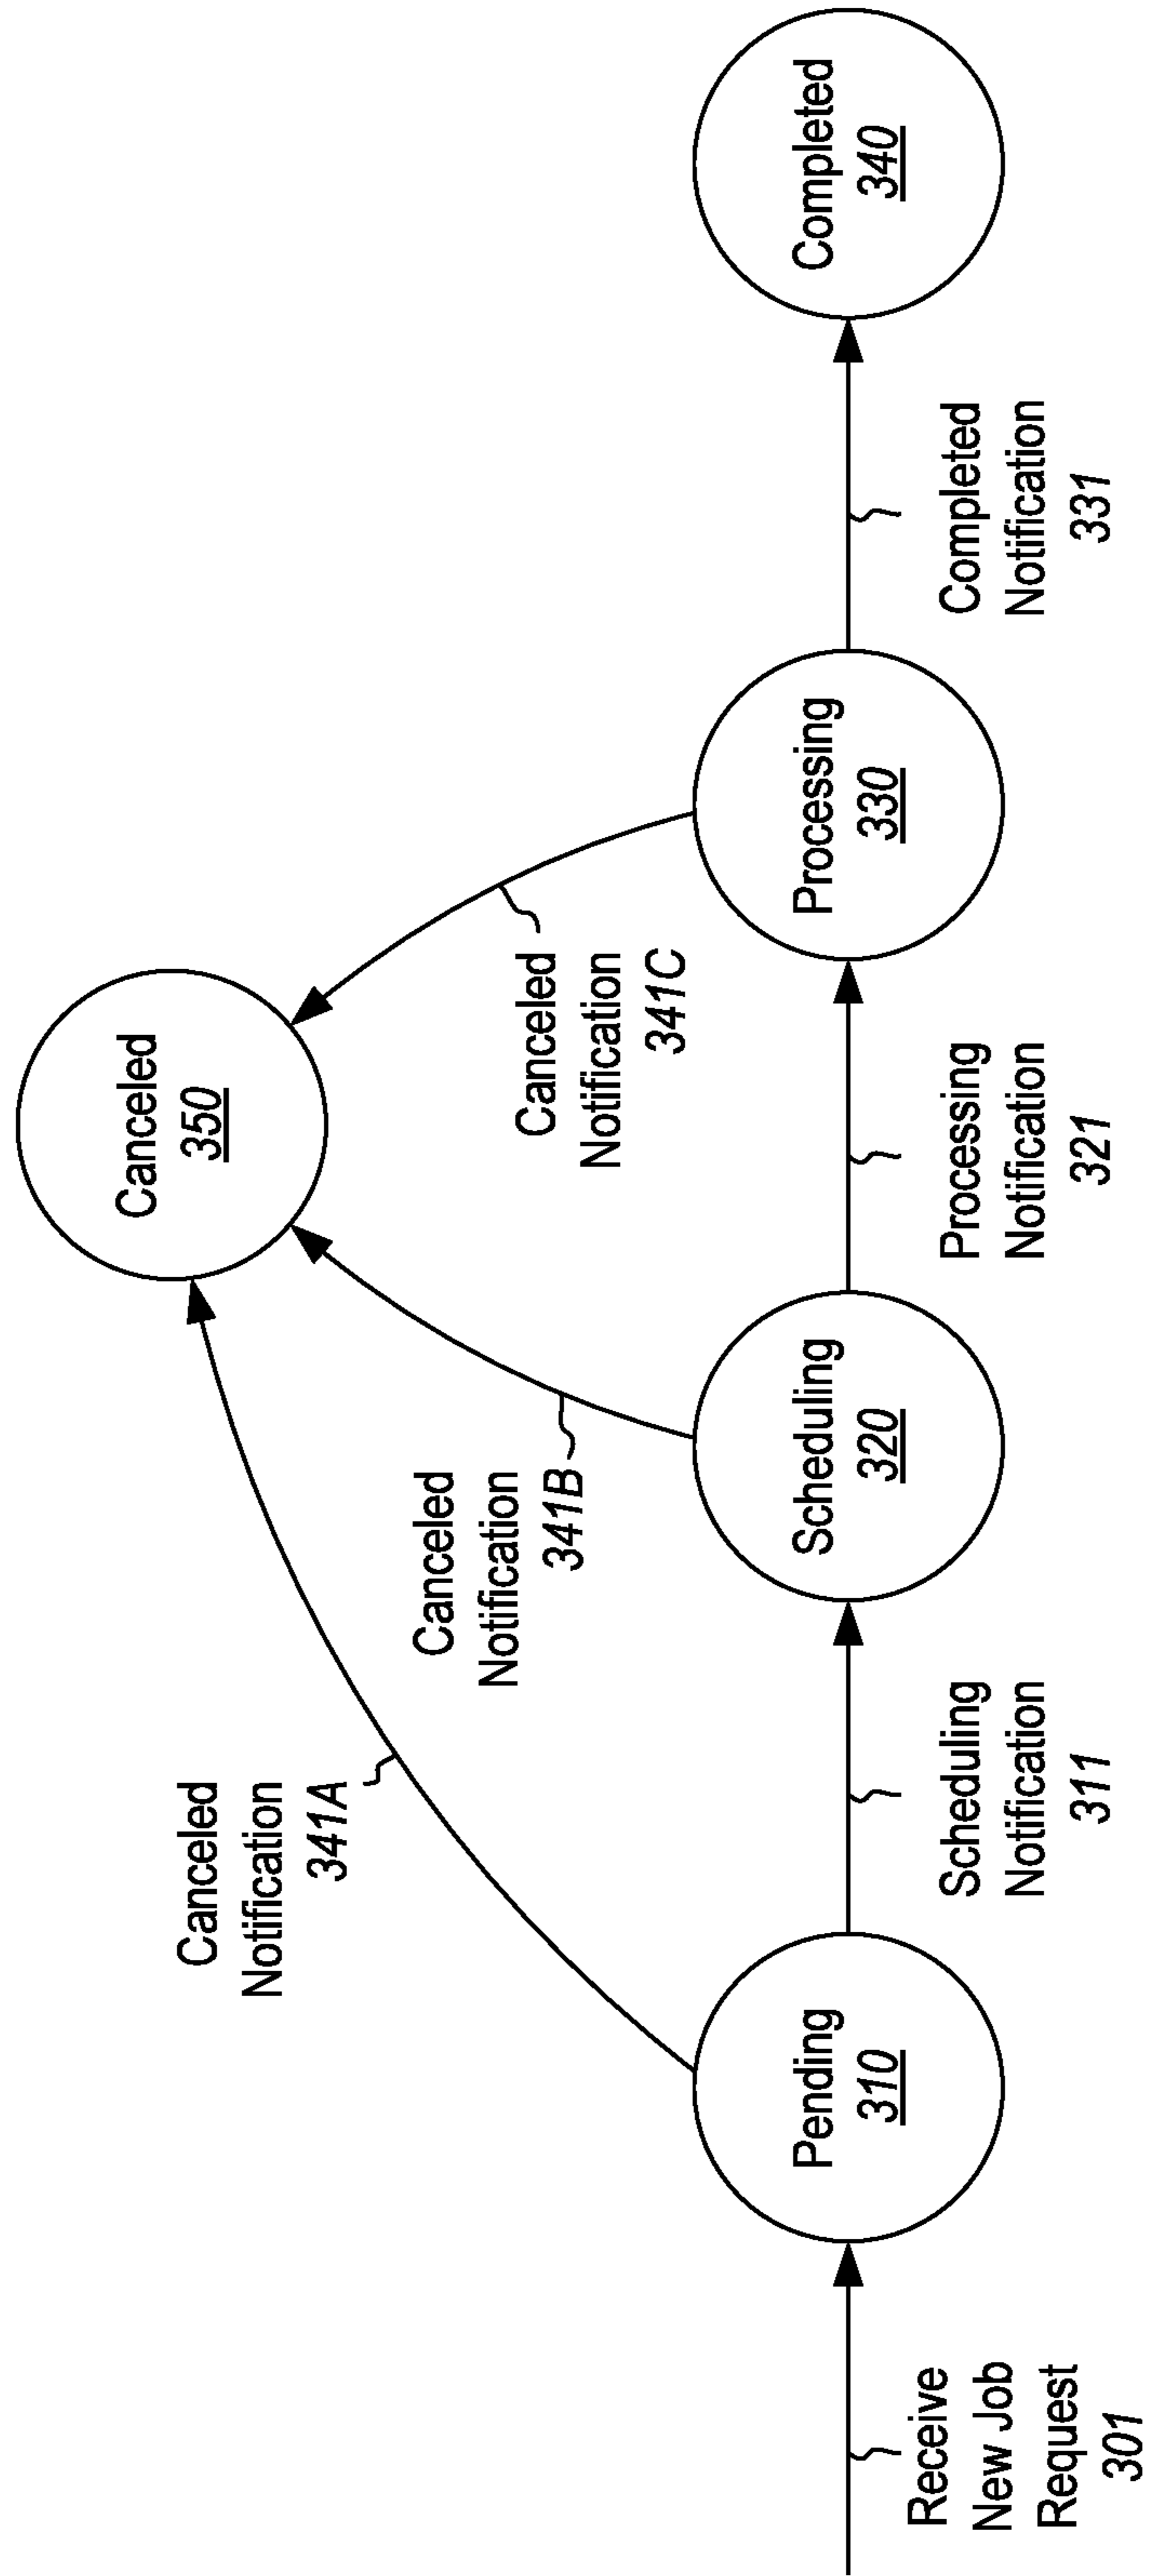 Canceled
350
Canceled
Notification
341A
Canceled
Notification
341B
Canceled
Notification
341C
Pending
310
Scheduling
320
Processing
330
Completed
340
Receive
New Job
Request
301
Scheduling
Notification
311
Processing
Notification
321
Completed
Notification
331